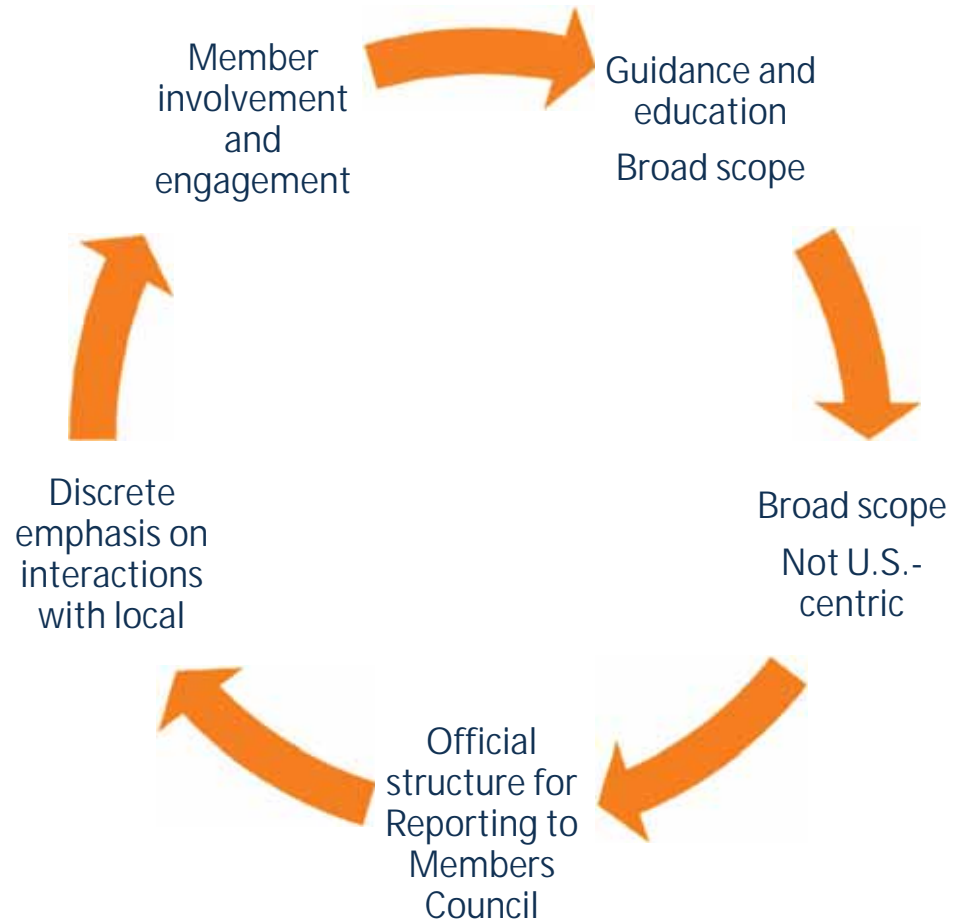 Member
involvement
and
engagement
Guidance and
education
Broad scope
Broad scope
Not U.S.-
centric
Official
structure for
Reporting to
Members
Council
Discrete
emphasis on
interactions
with local